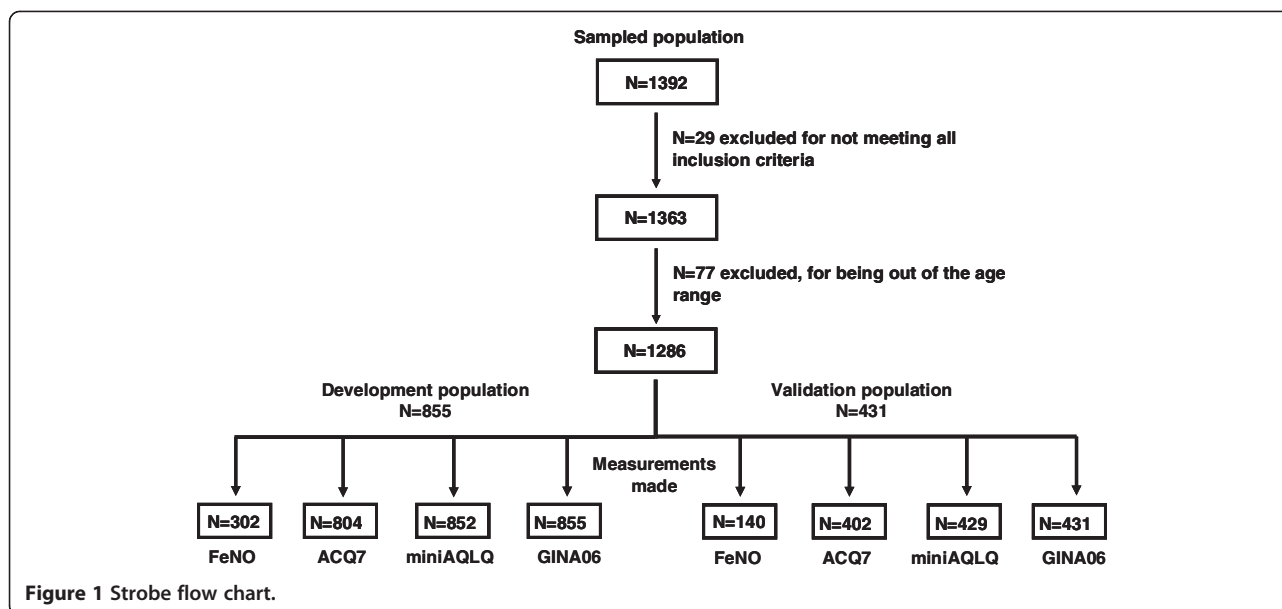 Sampled population
N=1392
N=29 excluded for not meeting all
inclusion criteria
N=1363
N=77 excluded, for being out of the age
range
N=1286
Development population
N=855
Validation population
N=431
Measurements
made
N=302
N=804
N=852
N=855
N=140
N=402
N=429
N=431
FeNO
ACQ7
miniAQLQ
GINA06
FeNO
ACQ7
miniAQLQ
GINA06
Figure 1 Strobe flow chart.